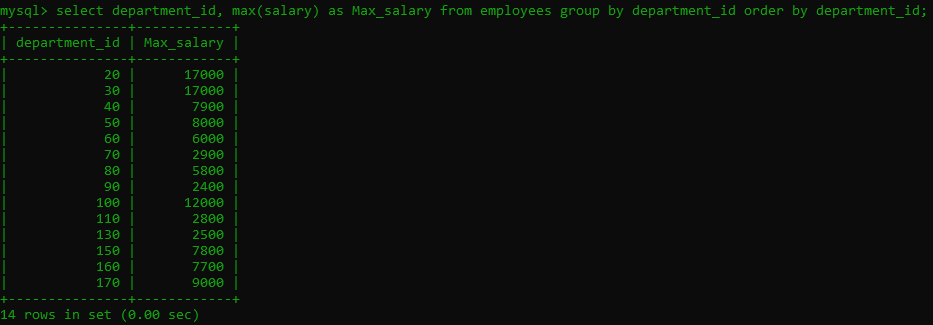 mysql> select department_id, max(salary) as Max_salary from employees group by department_id order by department_id;
+---------------+------------+
| department_id | Max_salary |
+---------------+------------+
|            20 |      17000 |
|            30 |      17000 |
|            40 |       7900 |
|            50 |       8000 |
|            60 |       6000 |
|            70 |       2900 |
|            80 |       5800 |
|            90 |       2400 |
|           100 |      12000 |
|           110 |       2800 |
|           130 |       2500 |
|           150 |       7800 |
|           160 |       7700 |
|           170 |       9000 |
+---------------+------------+
14 rows in set (0.00 sec)